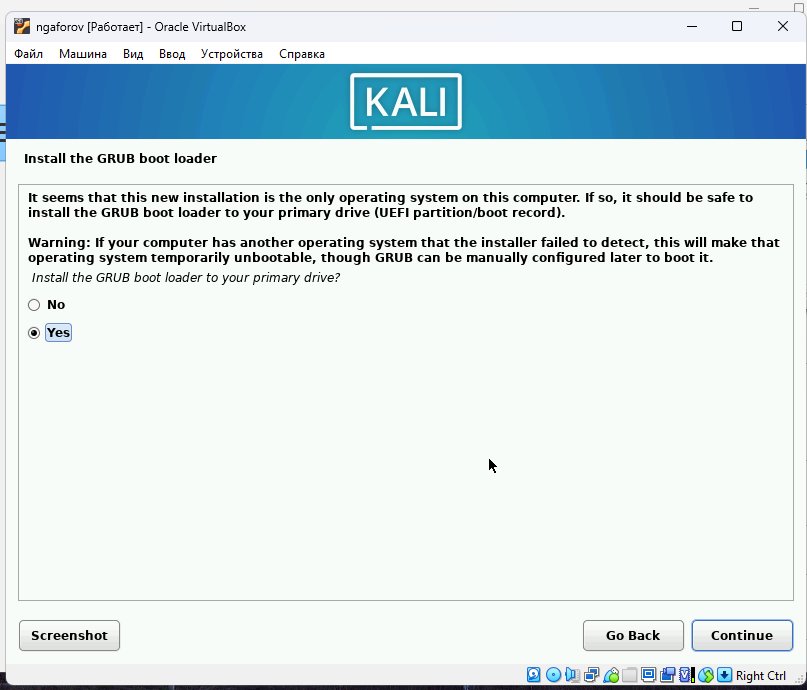 ngaforov [Работает] - Oracle VirtualBox
Файл Машина Вид Ввод Устройства Справка
KALI
Install the GRUB boot loader
It seems that this new installation is the only operating system on this computer. If so, it should be safe to
install the GRUB boot loader to your primary drive (UEFI partition/boot record).
Warning: If your computer has another operating system that the installer failed to detect, this will make that
operating system temporarily unbootable, though GRUB can be manually configured later to boot it.
Install the GRUB boot loader to your primary drive?
No
Yes
Screenshot Go Back Continue
Right Ctrl